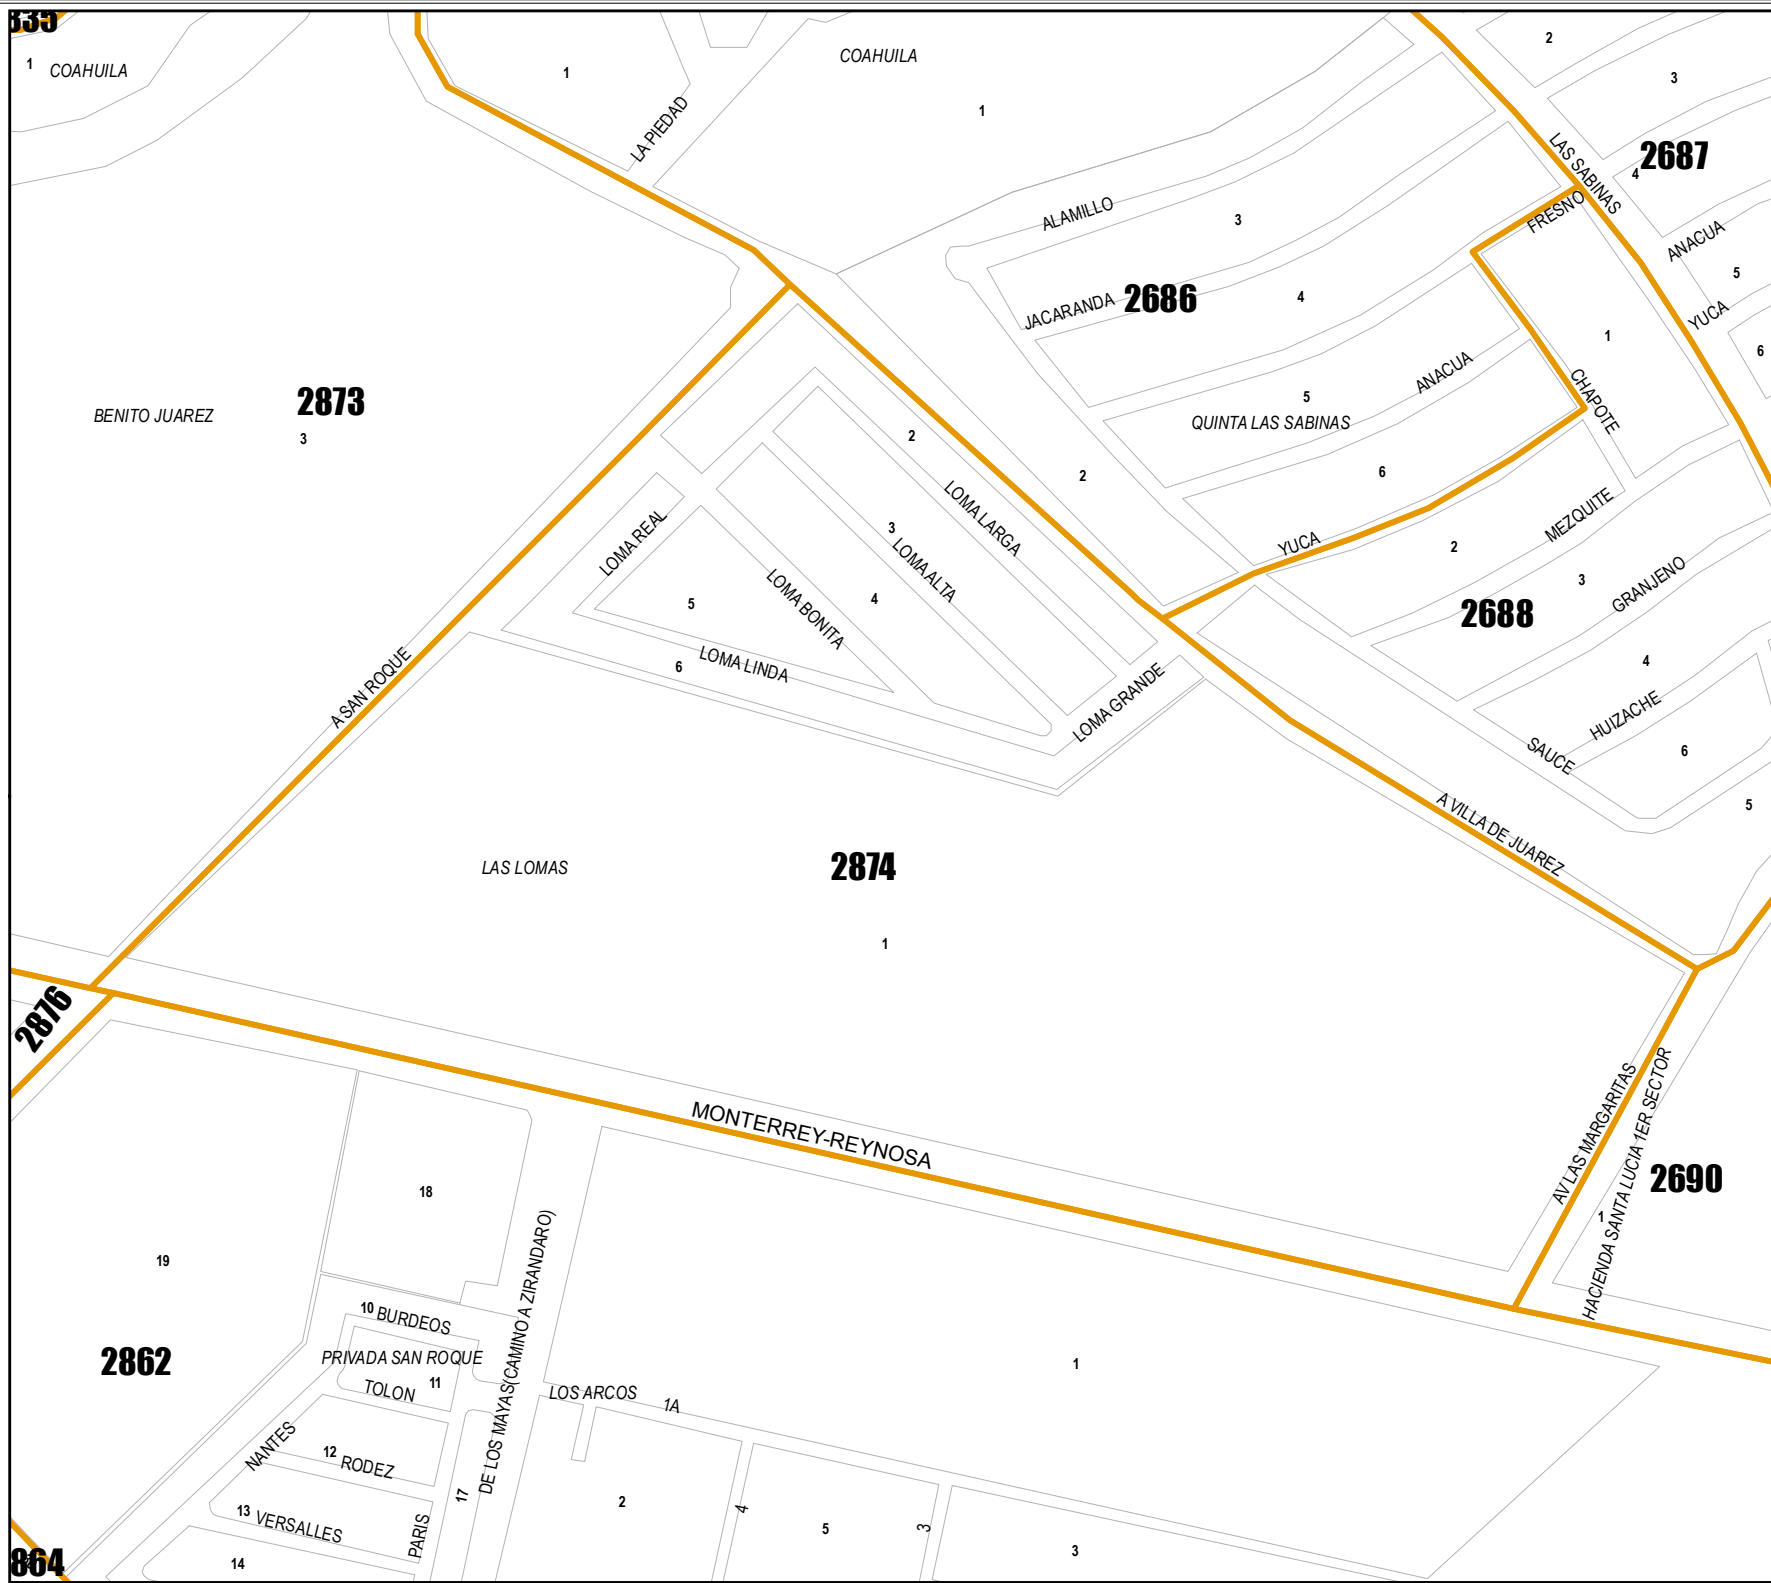 335
1
COAHUILA
1
LA PIEDAD
COAHUILA
1
2
3
LAS SABINAS
2687
4
ALAMILLO
3
FRESNO
ANACUA
5
JACARANDA
2686
4
YUCA
6
1
BENITO JUAREZ
2873
3
ANACUA
CHAPOTE
5
QUINTA LAS SABINAS
2
2
6
LOMA LARGA
MEZQUITE
LOMA REAL
3
LOMA ALTA
YUCA
2
LOMA BONITA
4
5
3
GRANJENO
2688
LOMA LINDA
6
4
A SAN ROQUE
LOMA GRANDE
HUIZACHE
SAUCE
6
5
A VILLA DE JUAREZ
LAS LOMAS
2874
1
2876
MONTERREY-REYNOSA
AV LAS MARGARITAS
HACIENDA SANTA LUCIA 1ER SECTOR
2690
1
18
19
DE LOS MAYAS(CAMINO A ZIRANDARO)
10
BURDEOS
2862
PRIVADA SAN ROQUE
1
11
TOLON
LOS ARCOS
1A
NANTES
12
RODEZ
17
2
4
5
3
13
VERSALLES
PARIS
3
14
864